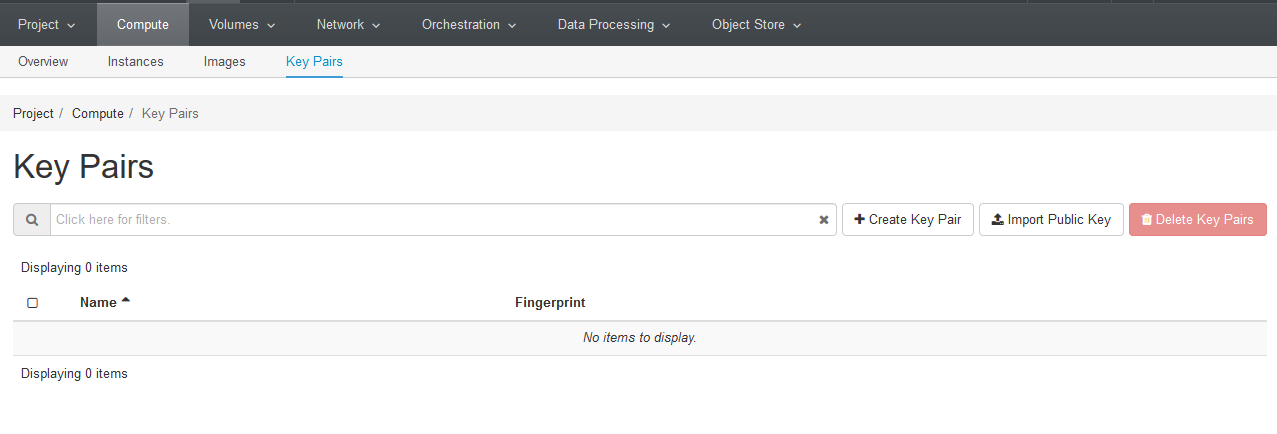 Project Compute Volumes Network Orchestration Data Processing Object Store
Overview Instances Images Key Pairs
Project / Compute / Key Pairs
Key Pairs
Click here for filters. Create Key Pair Import Public Key Delete Key Pairs
Displaying 0 items
Name Fingerprint
No items to display.
Displaying 0 items